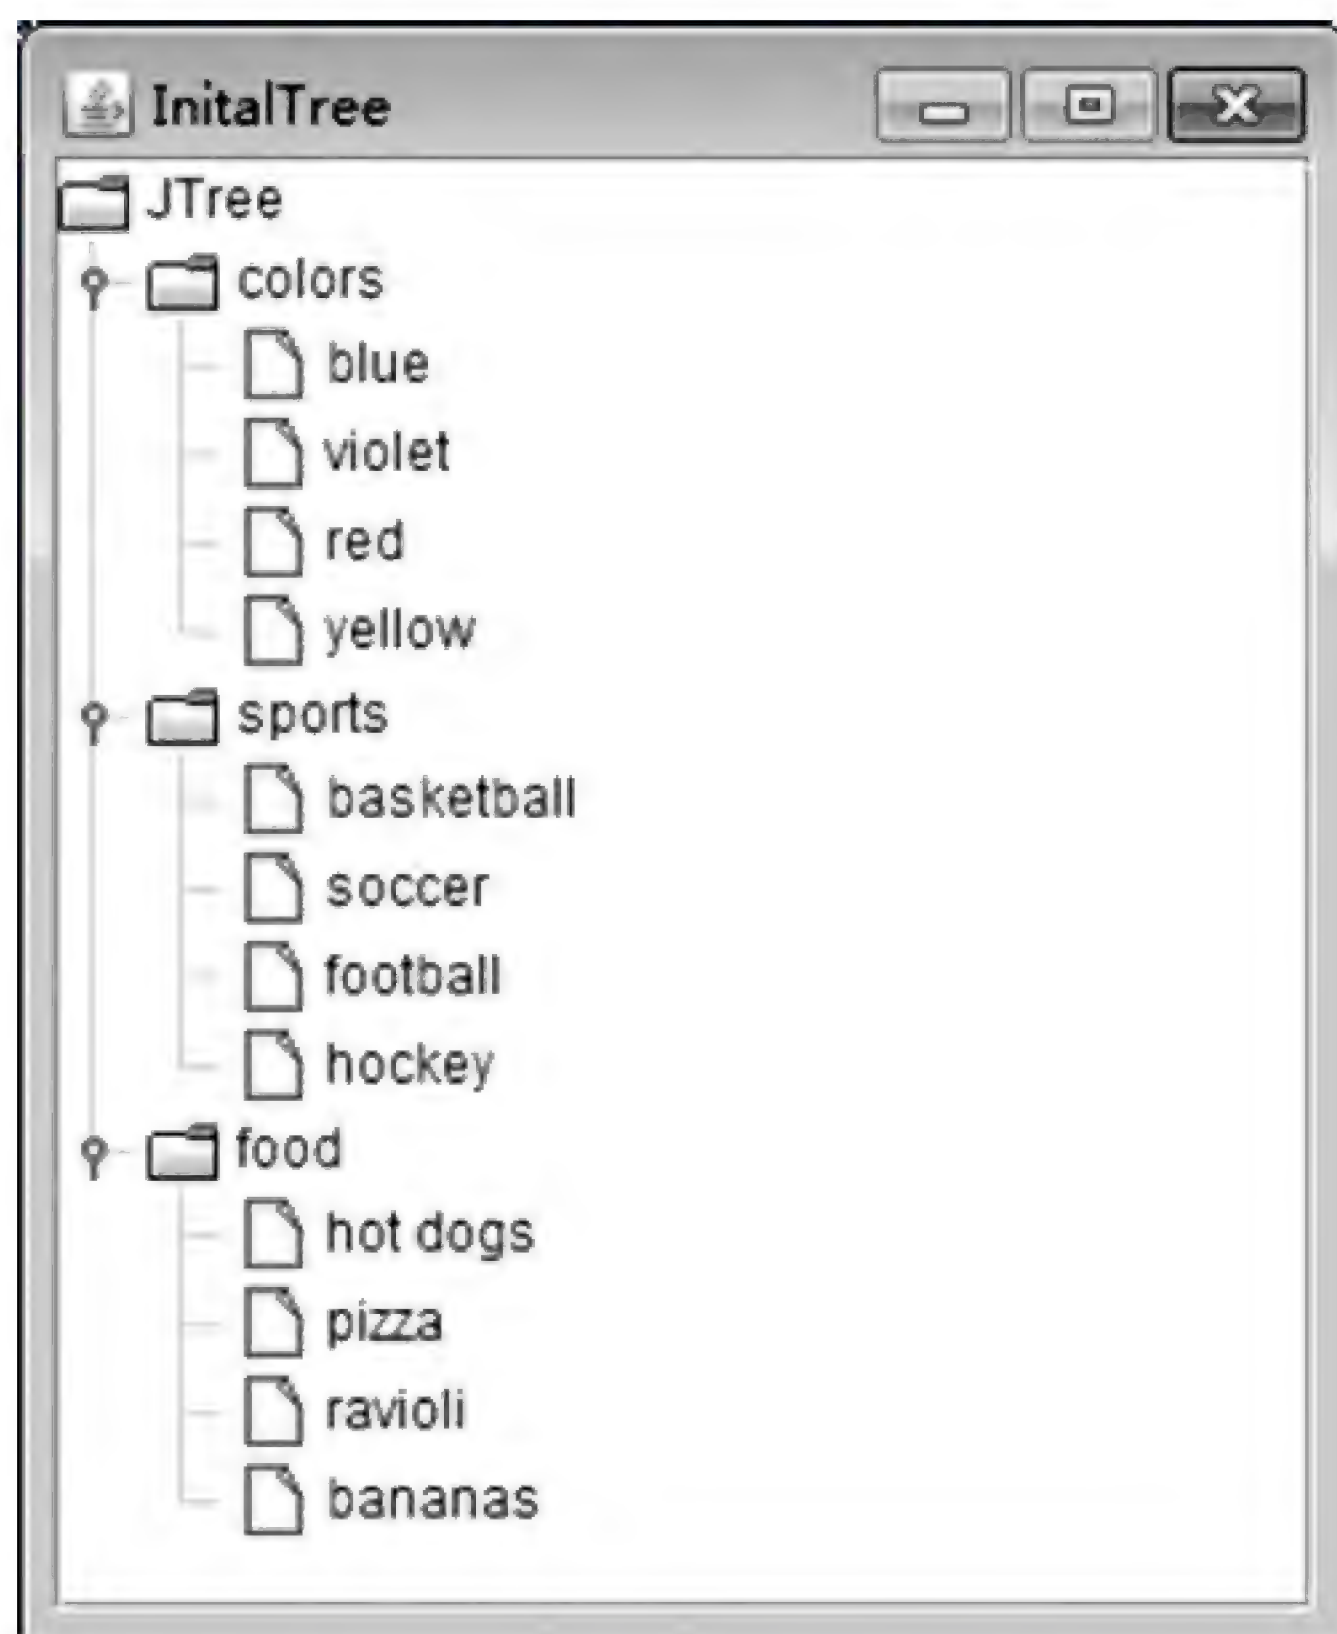 InitalTree
JTree
colors
blue
violet
red
yellow
sports
basketball
soccer
football
hockey
food
hot dogs
pizza
ravioli
bananas